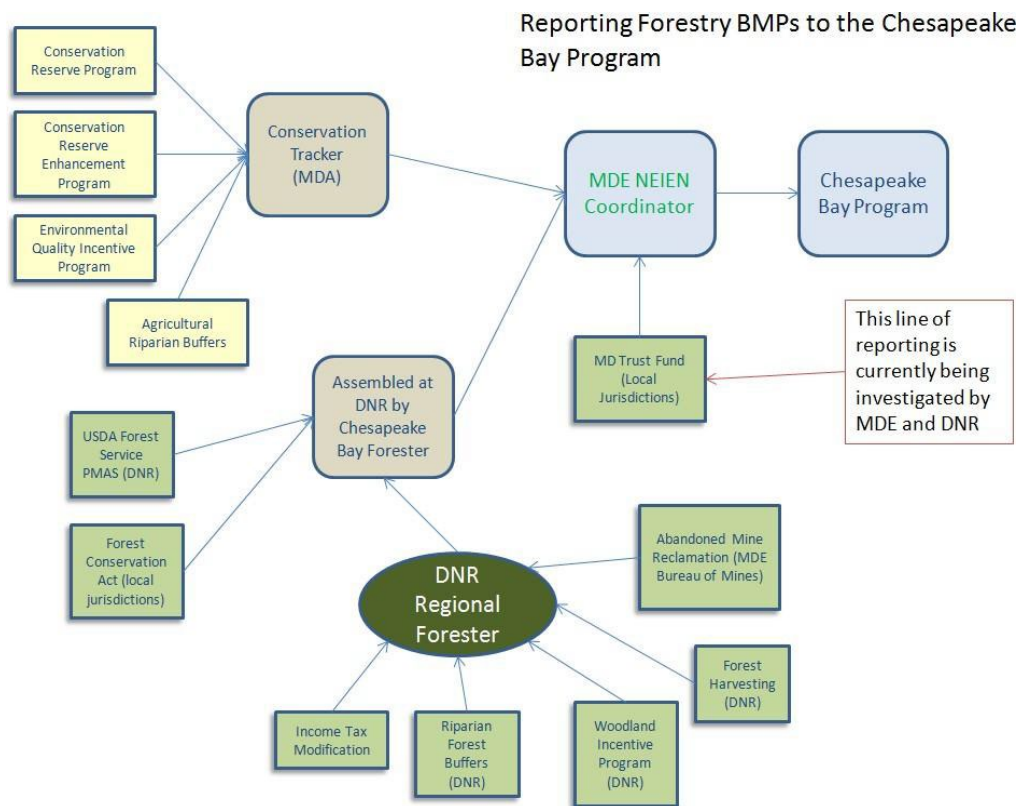 Reporting Forestry BMPs to the Chesapeake
Bay Program
Conservation
Reserve Program
Conservation
Reserve
Enhancement
Program
Environmental
Quality Incentive
Program
Agricultural
Riparian Buffers
Conservation
Tracker
(MDA)
MDE NEIEN
Coordinator
Chesapeake
Bay Program
MD Trust Fund
(Local
Jurisdictions)
This line of
reporting is
currently being
investigated by
MDE and DNR
Assembled at
DNR by
Chesapeake
Bay Forester
USDA Forest
Service
PMAS (DNR)
Forest
Conservation
Act (local
jurisdictions)
DNR
Regional
Forester
Abandoned Mine
Reclamation (MDE
Bureau of Mines)
Forest
Harvesting
(DNR)
Income Tax
Modification
Riparian
Forest
Buffers
(DNR)
Woodland
Incentive
Program
(DNR)